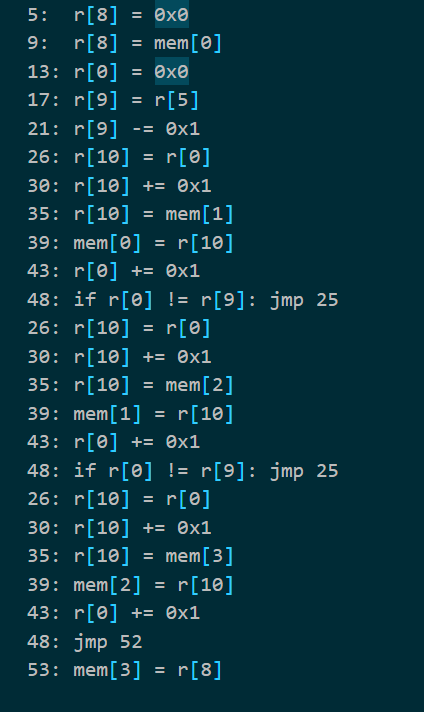 5:  r[8] = 0x0
9:  r[8] = mem[0]
13: r[0] = 0x0
17: r[9] = r[5]
21: r[9] -= 0x1
26: r[10] = r[0]
30: r[10] += 0x1
35: r[10] = mem[1]
39: mem[0] = r[10]
43: r[0] += 0x1
48: if r[0] != r[9]: jmp 25
26: r[10] = r[0]
30: r[10] += 0x1
35: r[10] = mem[2]
39: mem[1] = r[10]
43: r[0] += 0x1
48: if r[0] != r[9]: jmp 25
26: r[10] = r[0]
30: r[10] += 0x1
35: r[10] = mem[3]
39: mem[2] = r[10]
43: r[0] += 0x1
48: jmp 52
53: mem[3] = r[8]